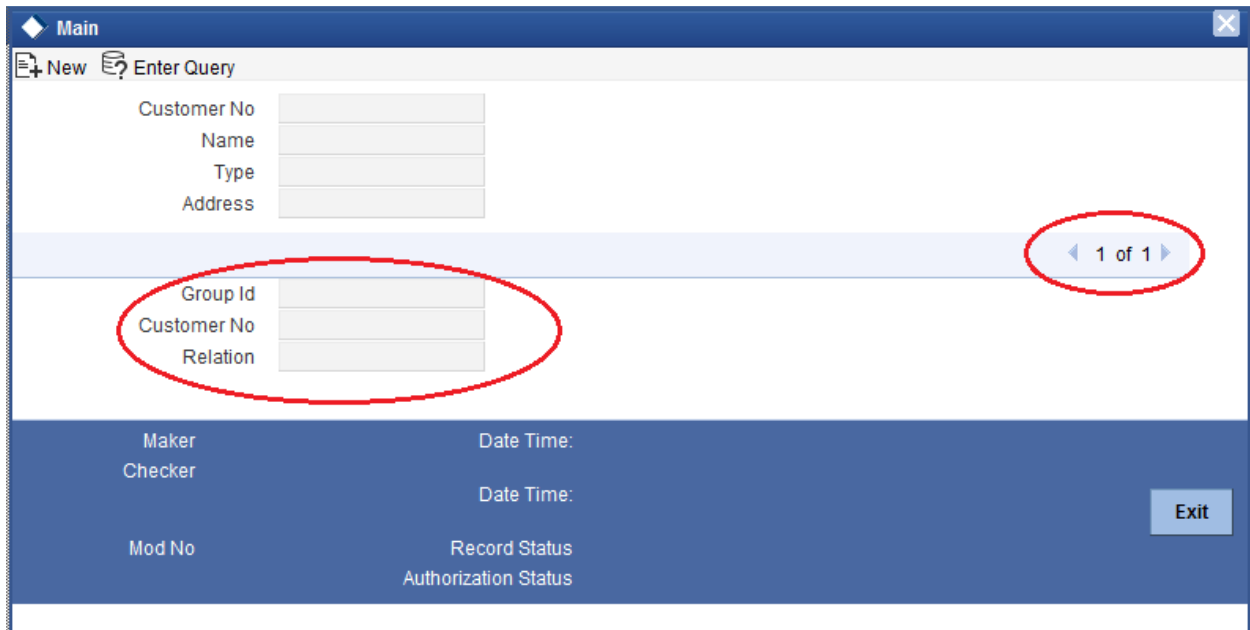 Main
New Enter Query
Customer No
Name
Type
Address
1 of 1
Group Id
Customer No
Relation
Maker Date Time:
Checker
Date Time:
Exit
Mod No Record Status
Authorization Status